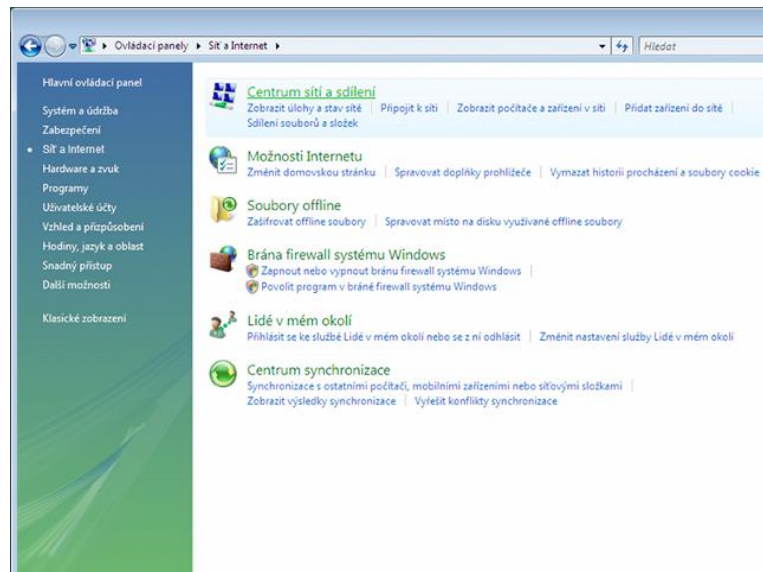 Ovládací panely ▸ Síť a Internet ▸
Hledat
Hlavní ovládací panel
Systém a údržba
Zabezpečení
Síť a Internet
Hardware a zvuk
Programy
Uživatelské účty
Vzhled a přizpůsobení
Hodiny, jazyk a oblast
Snadný přístup
Další možnosti
Klasické zobrazení
Centrum sítí a sdílení
Zobrazit úlohy a stav sítě | Připojit k síti | Zobrazit počítače a zařízení v síti | Přidat zařízení do sítě |
Sdílení souborů a složek
Možnosti Internetu
Změnit domovskou stránku | Spravovat doplňky prohlížeče | Vymazat historii procházení a soubory cookie
Soubory offline
Zašifrovat offline soubory | Spravovat místo na disku využívané offline soubory
Brána firewall systému Windows
Zapnout nebo vypnout bránu firewall systému Windows |
Povolit program v bráně firewall systému Windows
Lidé v mém okolí
Přihlásit se ke službě Lidé v mém okolí nebo se z ní odhlásit | Změnit nastavení služby Lidé v mém okolí
Centrum synchronizace
Synchronizace s ostatními počítači, mobilními zařízeními nebo síťovými složkami |
Zobrazit výsledky synchronizace | Vyřešit konflikty synchronizace